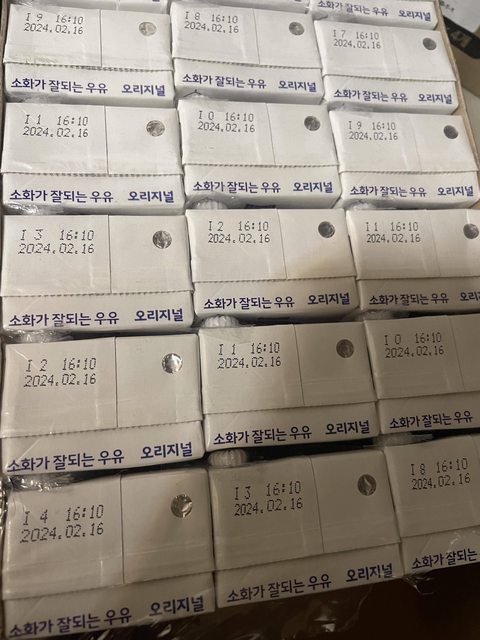 소화가 잘되는 우유 오리지널
I 9 16:10
2024.02.16
소화가 잘되는 우유 오리지널
I 8 16:10
2024.02.16
소화가 잘되는 우유 오리지널
I 7 16:10
2024.02.16
소화가 잘되는 우유 오리지널
I 1 16:10
2024.02.16
소화가 잘되는 우유 오리지널
I 0 16:10
2024.02.16
소화가 잘되는 우유 오리지널
I 9 16:10
2024.02.16
소화가 잘되는 우유 오리지널
I 3 16:10
2024.02.16
소화가 잘되는 우유 오리지널
I 2 16:10
2024.02.16
소화가 잘되는 우유 오리지널
I 1 16:10
2024.02.16
소화가 잘되는 우유 오리
I 2 16:10
2024.02.16
소화가 잘되는 우유 오리지널
I 1 16:10
2024.02.16
소화가 잘되는 우유 오리지널
I 0 16:10
2024.02.16
소화가 잘되는 우유
I 4 16:10
2024.02.16
소화가 잘되는 우유 오리지널
I 3 16:10
2024.02.16
소화가 잘되는 우유 오리지널
I 8 16:10
2024.02.16
소화가 잘되는